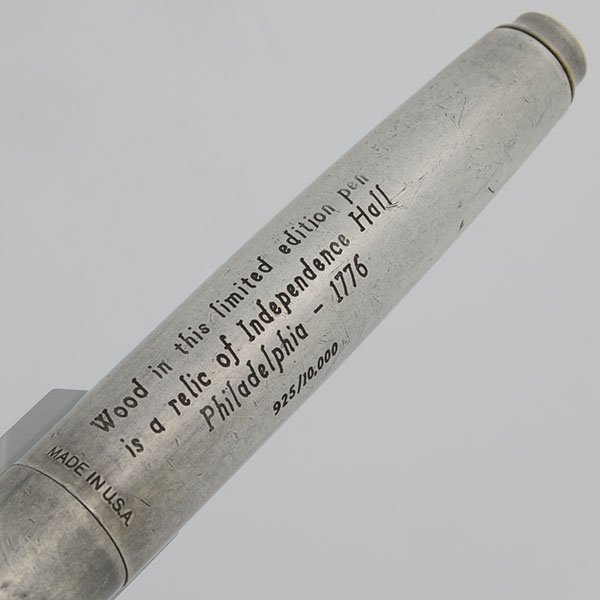 Wood in this limited edition pen
is a relic of Independence Hall
Philadelphia - 1776
925/10,000
MADE IN U.S.A.